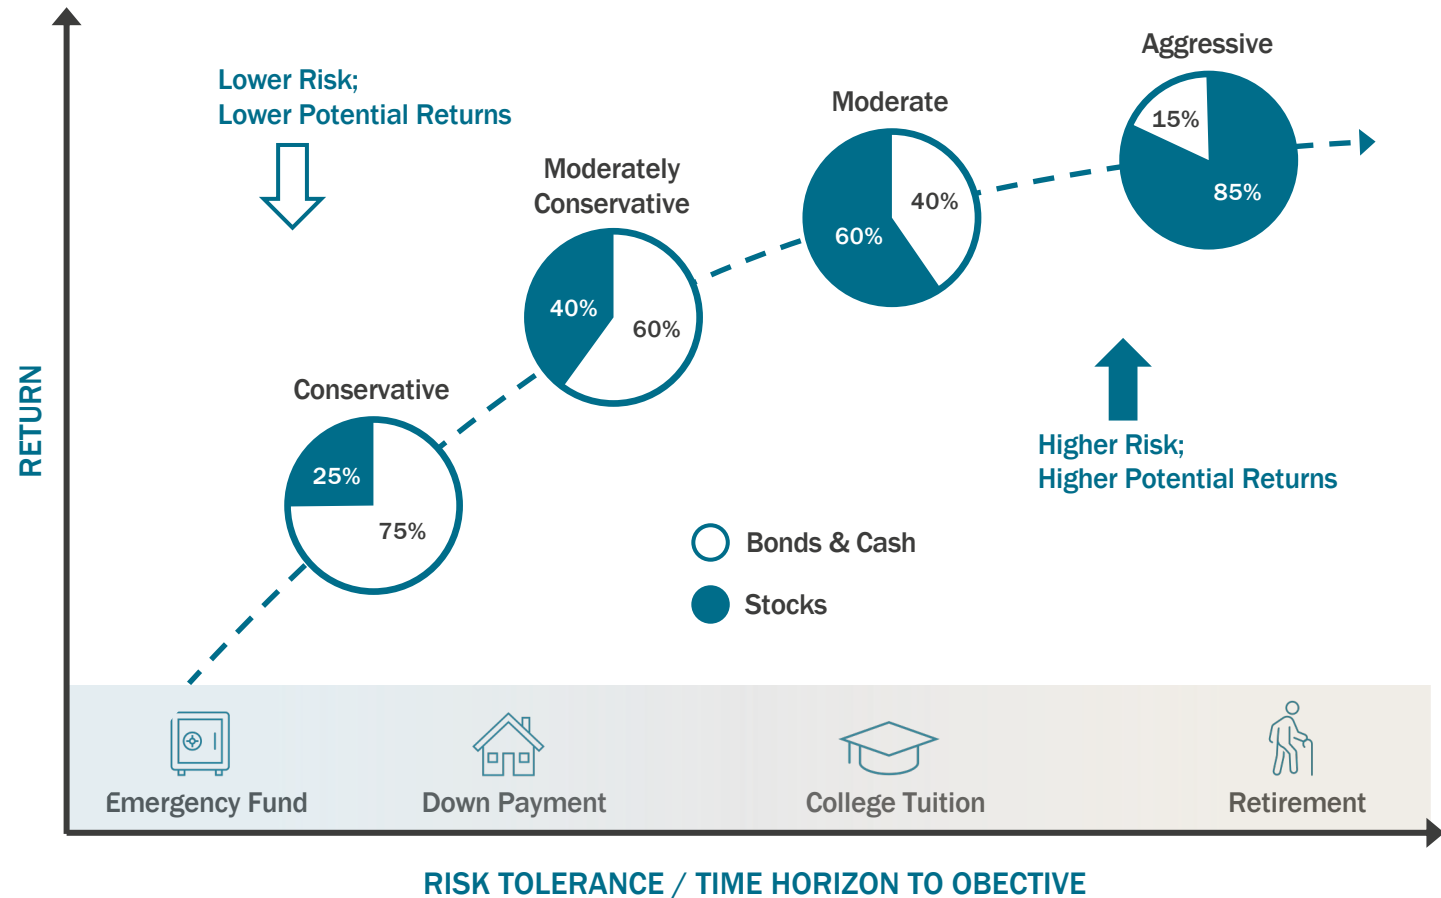 Aggressive
15%
85%
Lower Risk;
Lower Potential Returns
Moderate
40%
60%
Moderately
Conservative
40%
60%
RETURN
Conservative
25%
75%
Higher Risk;
Higher Potential Returns
Bonds & Cash
Stocks
Emergency Fund
Down Payment
College Tuition
Retirement
RISK TOLERANCE / TIME HORIZON TO OBECTIVE